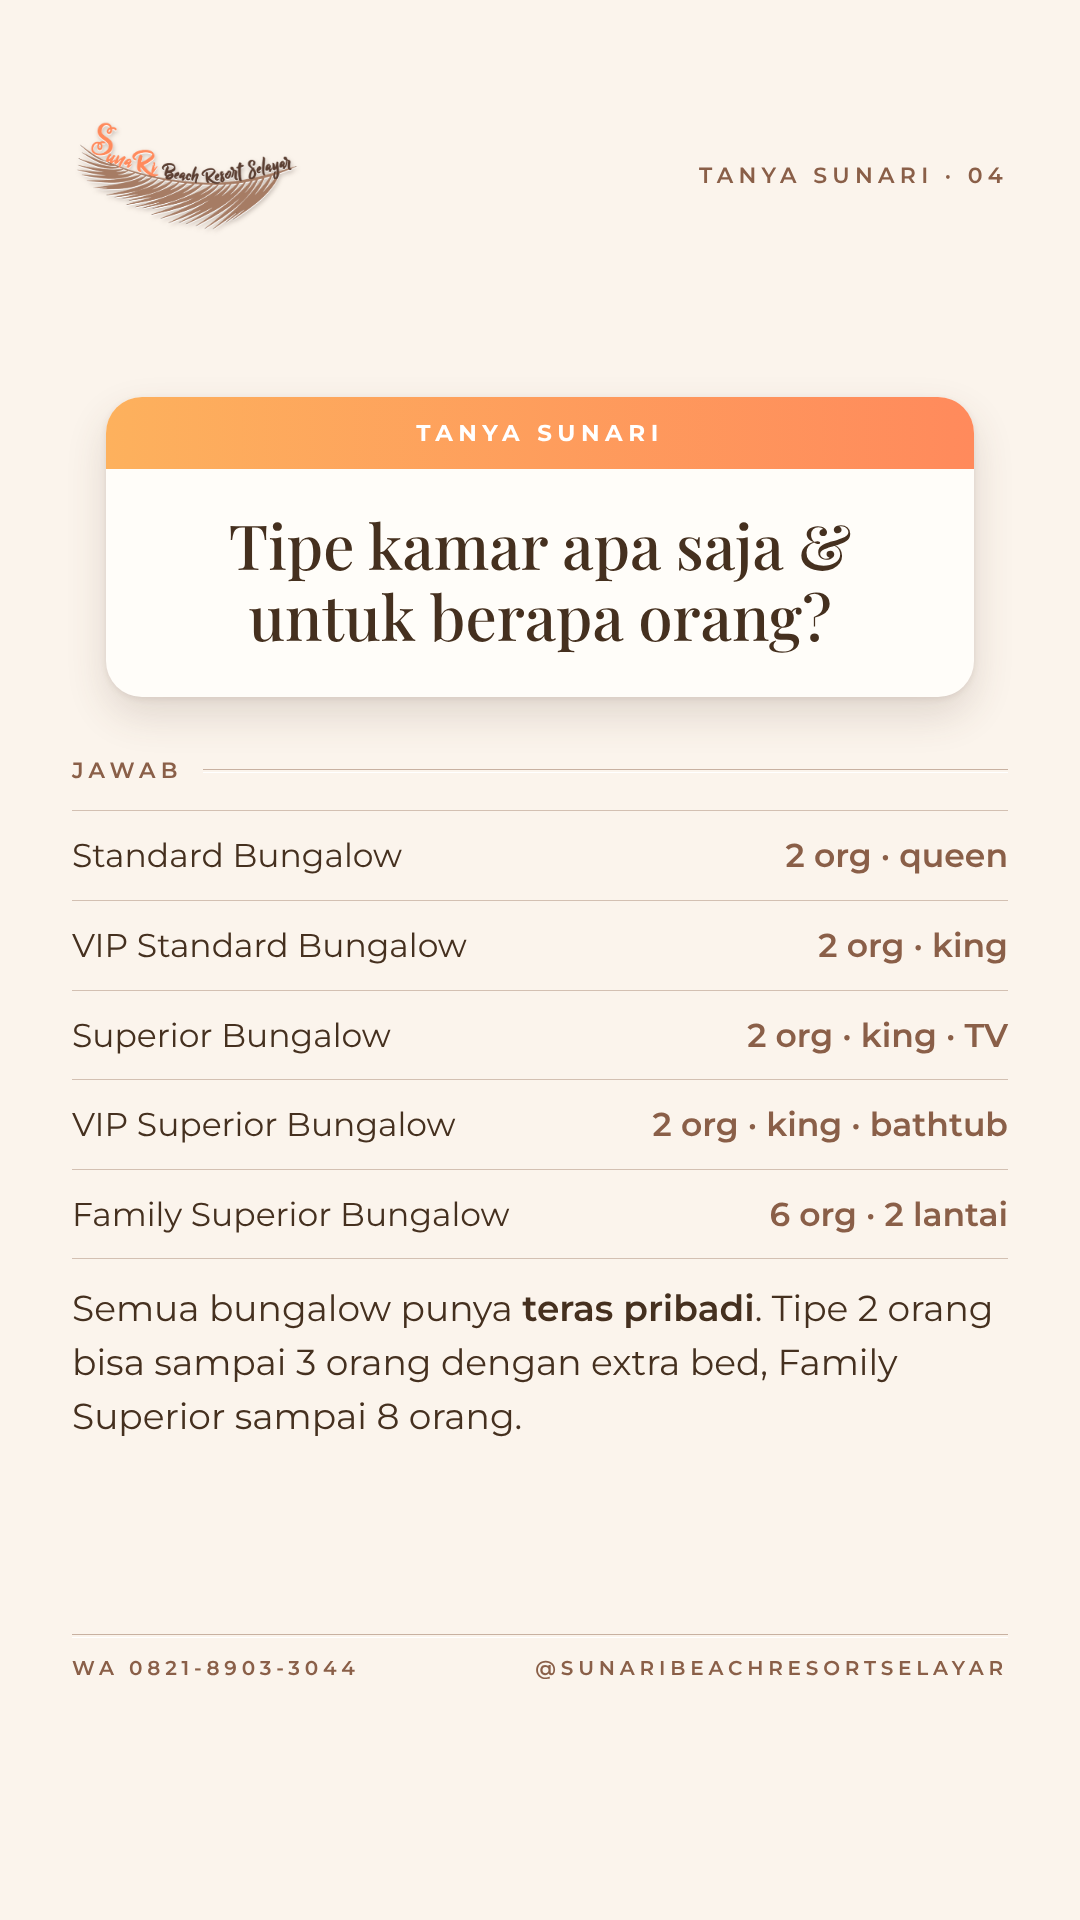 SunaRi Beach Resort Selayar
TANYA SUNARI · 04
TANYA SUNARI
Tipe kamar apa saja &
untuk berapa orang?
JAWAB
Standard Bungalow 2 org · queen
VIP Standard Bungalow 2 org · king
Superior Bungalow 2 org · king · TV
VIP Superior Bungalow 2 org · king · bathtub
Family Superior Bungalow 6 org · 2 lantai
Semua bungalow punya teras pribadi. Tipe 2 orang
bisa sampai 3 orang dengan extra bed, Family
Superior sampai 8 orang.
WA 0821-8903-3044 @SUNARIBEACHRESORTSELAYAR